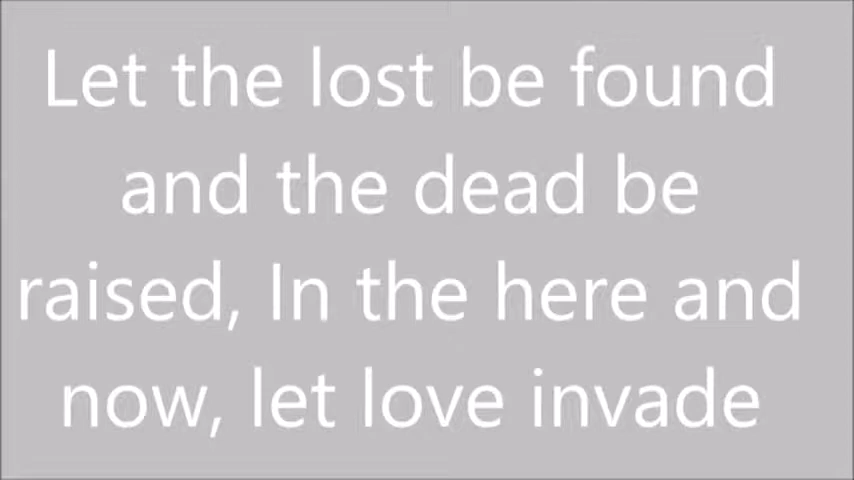 Let the lost be found
and the dead be
raised, In the here and
now, let love invade